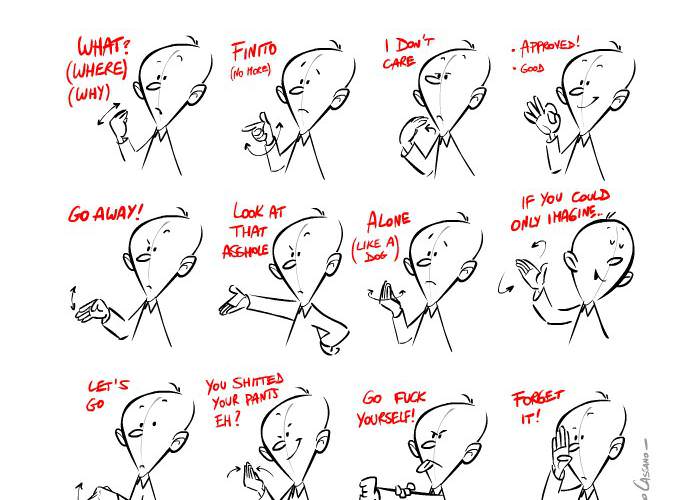 WHAT?
(WHERE)
(WHY)
FINITO
(NO MORE)
I DON'T
CARE
• APPROVED!
• GOOD
GO AWAY!
LOOK AT
THAT
ASSHOLE
ALONE
(LIKE A)
DOG)
IF YOU COULD
ONLY IMAGINE...
LET'S
GO
YOU SHITTED
YOUR PANTS
EH?
GO FUCK
YOURSELF!
FORGET
IT!
CASSANO